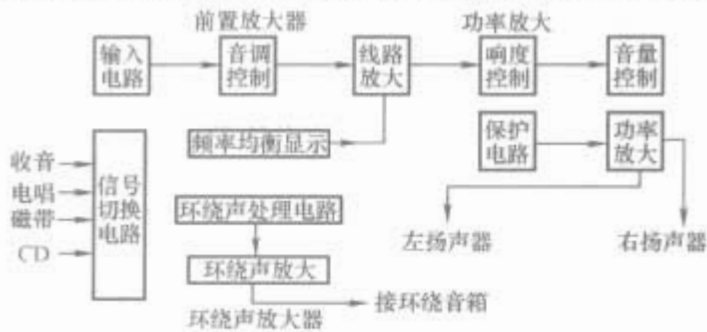 前置放大器
功率放大
输入
电路
音调
控制
线路
放大
响度
控制
音量
控制
频率均衡显示
保护
电路
功率
放大
收音
电唱
磁带
CD
信号
切换
电路
环绕声处理电路
左扬声器
右扬声器
环绕声放大
接环绕音箱
环绕声放大器